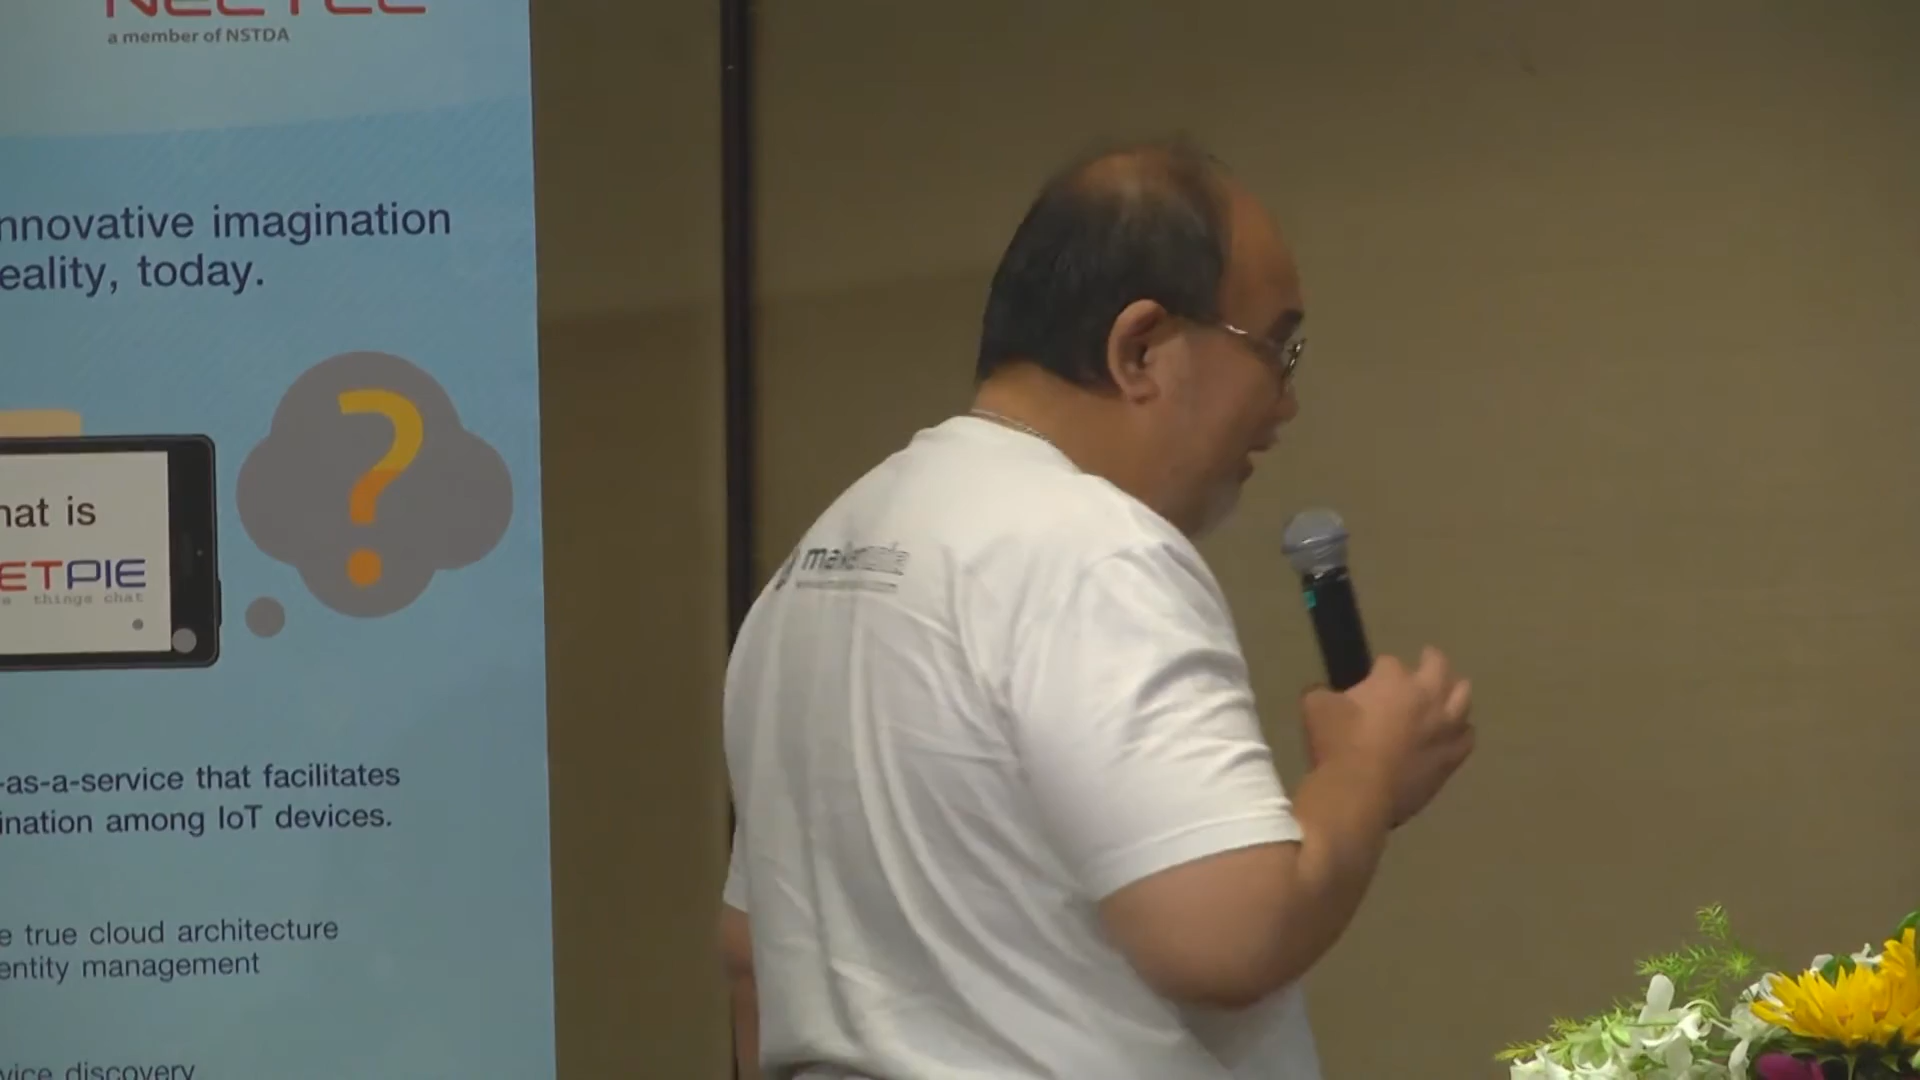 NECTEC
a member of NSTDA
nnovative imagination
eality, today.
hat is
ETPIE
things chat
-as-a-service that facilitates
ination among IoT devices.
e true cloud architecture
entity management
vice discovery